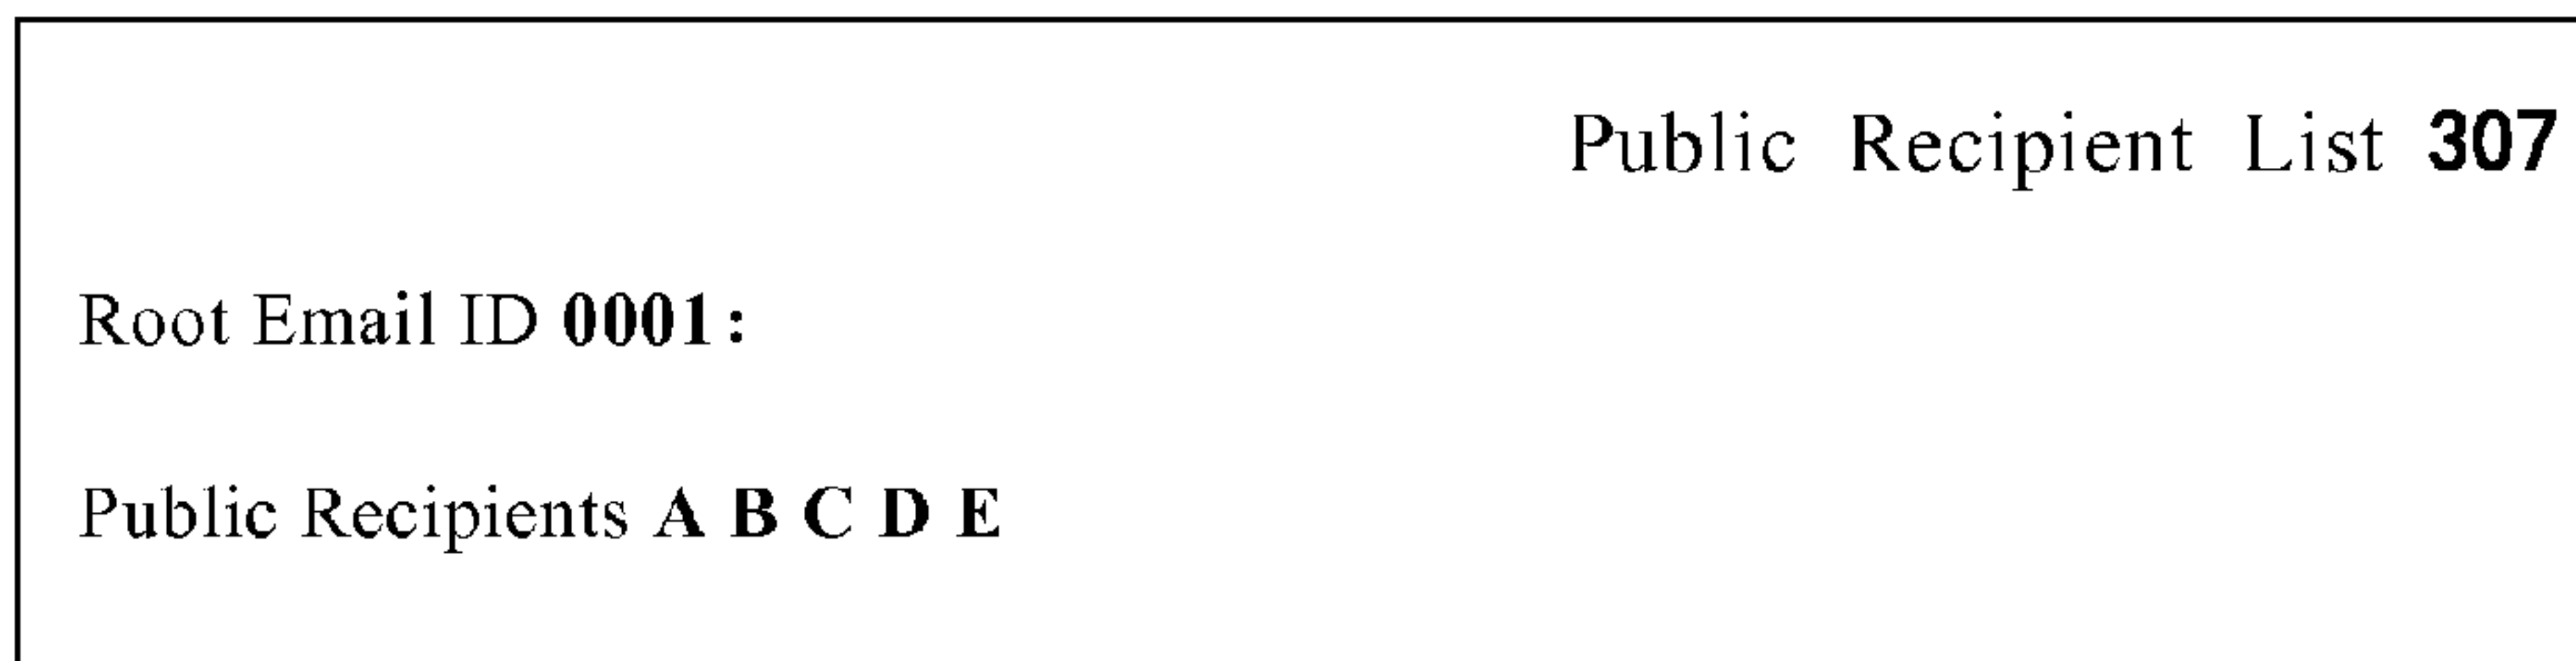 Public Recipient List 307
Root Email ID 0001:
Public Recipients A B C D E